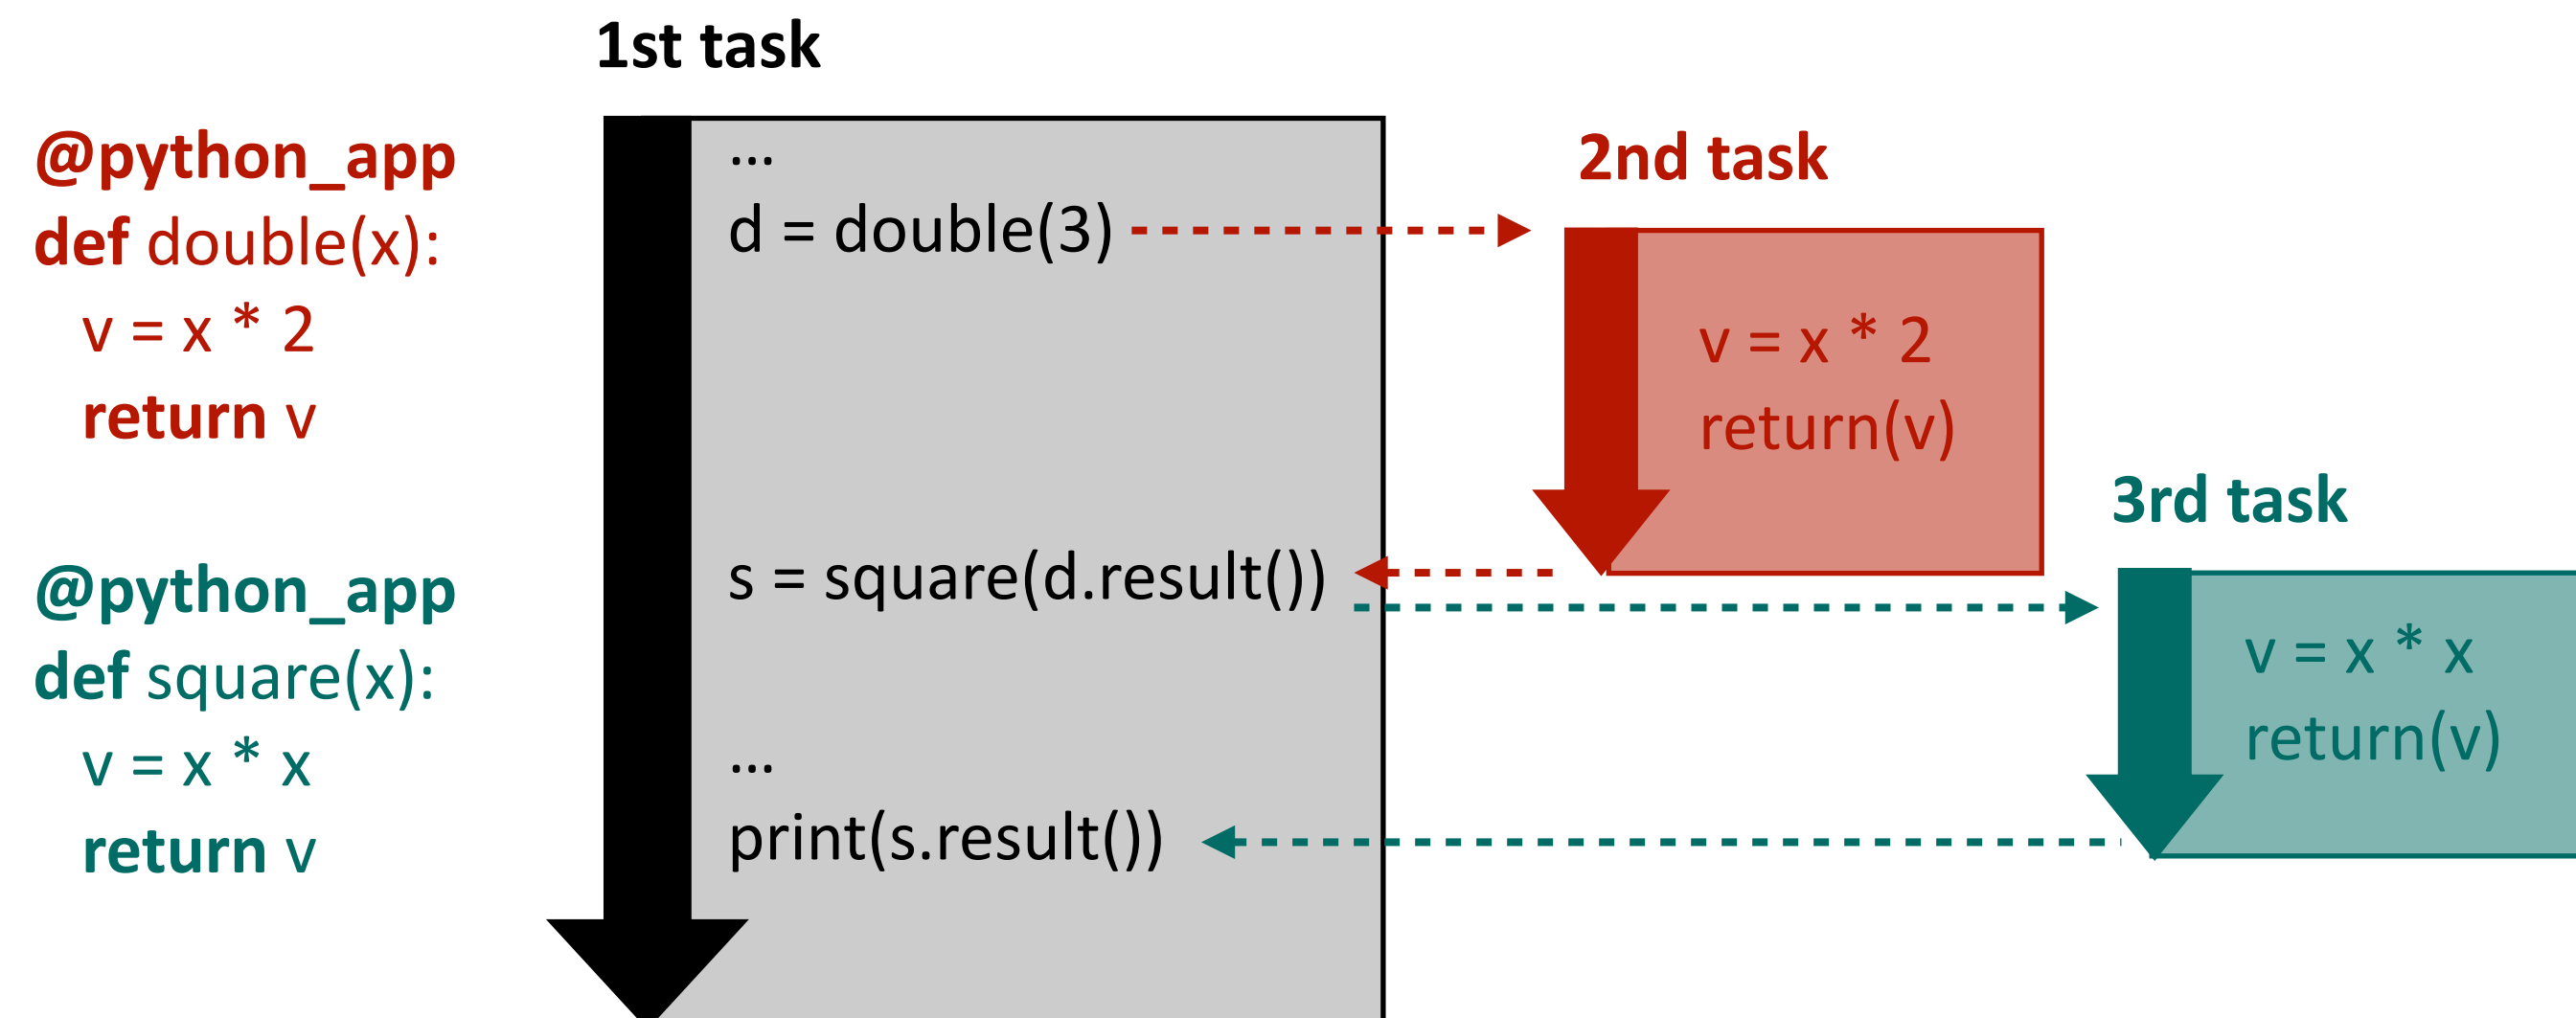 @python_app
def double(x):
v = x * 2
return v
@python_app
def square(x):
v = x * x
return v
1st task
...
d = double(3)
s = square(d.result())
...
print(s.result())
2nd task
v = x * 2
return(v)
3rd task
v = x * x
return(v)